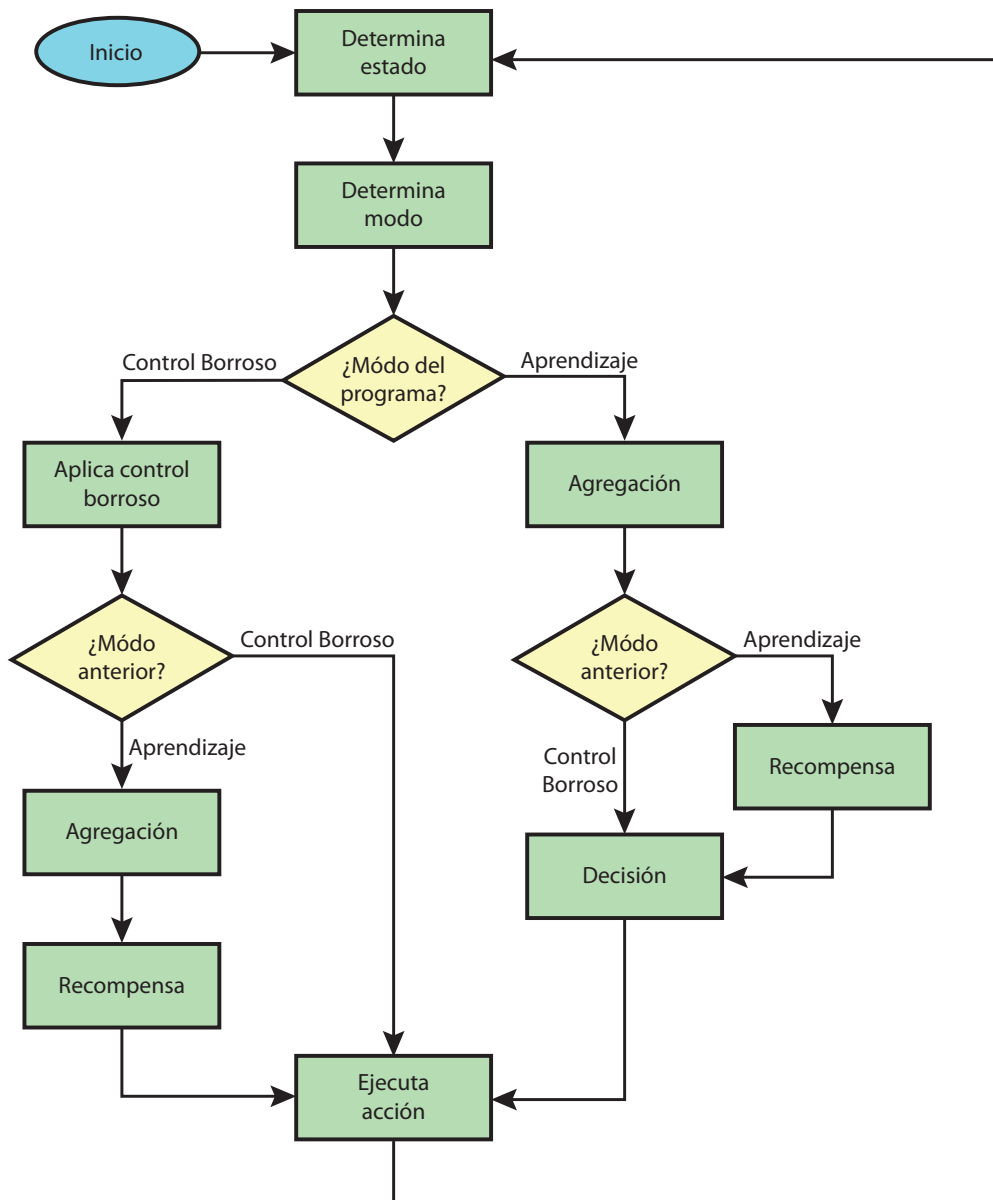 Inicio
Determina
estado
Determina
modo
¿Módo del
programa?
Control Borroso
Aprendizaje
Aplica control
borroso
Agregación
¿Módo
anterior?
Control Borroso
Aprendizaje
¿Módo
anterior?
Aprendizaje
Control
Borroso
Recompensa
Agregación
Decisión
Recompensa
Ejecuta
acción